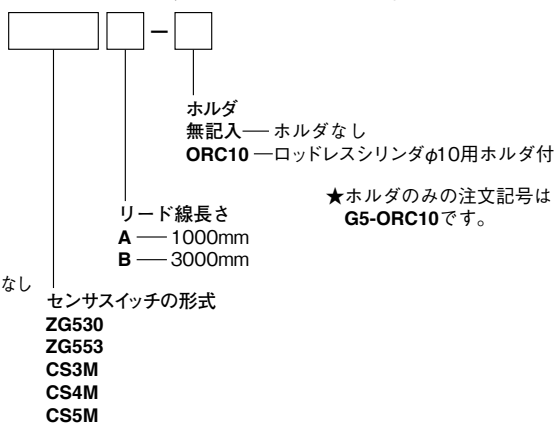 －
ホルダ
無記入── ホルダなし
ORC10 ─ロッドレスシリンダφ10用ホルダ付
★ホルダのみの注文記号は
G5-ORC10です。
リード線長さ
A ── 1000mm
B ── 3000mm
なし
センサスイッチの形式
ZG530
ZG553
CS3M
CS4M
CS5M